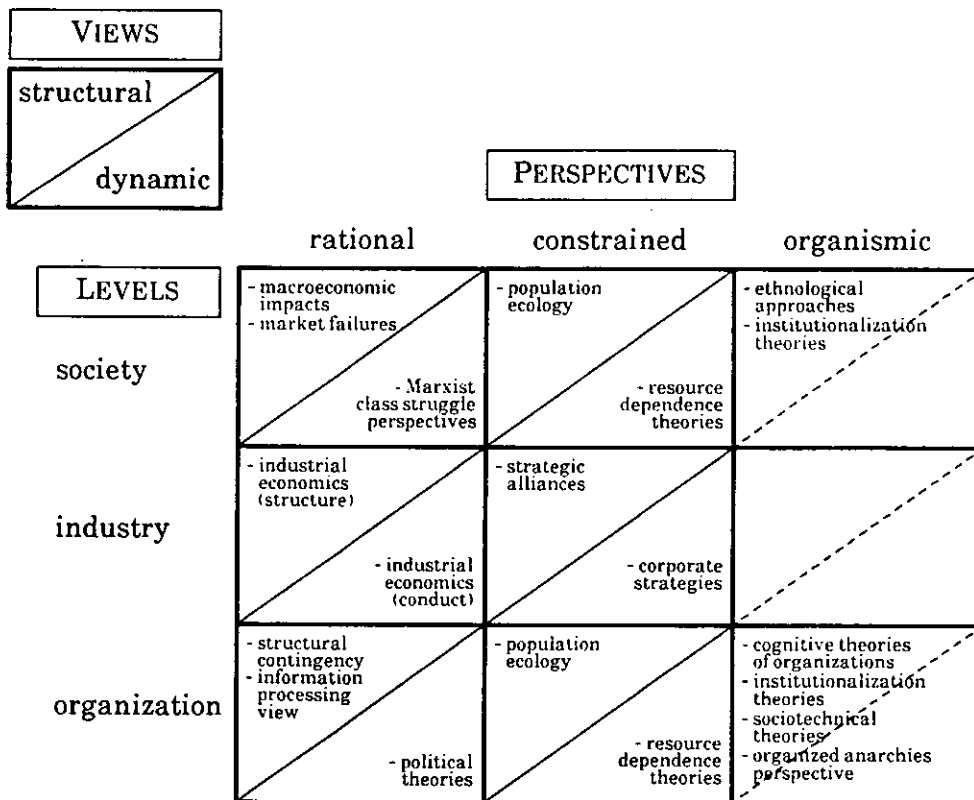 VIEWS
structural
dynamic
PERSPECTIVES
rational
constrained
organismic
LEVELS
society
- macroeconomic
impacts
- market failures
- Marxist
class struggle
perspectives
- population
ecology
- resource
dependence
theories
- ethnological
approaches
- institutionalization
theories
industry
- industrial
economics
(structure)
- industrial
economics
(conduct)
- strategic
alliances
- corporate
strategies
organization
- structural
contingency
- information
processing
view
- political
theories
- population
ecology
- resource
dependence
theories
- cognitive theories
of organizations
- institutionalization
theories
- sociotechnical
theories
- organized anarchies
perspective